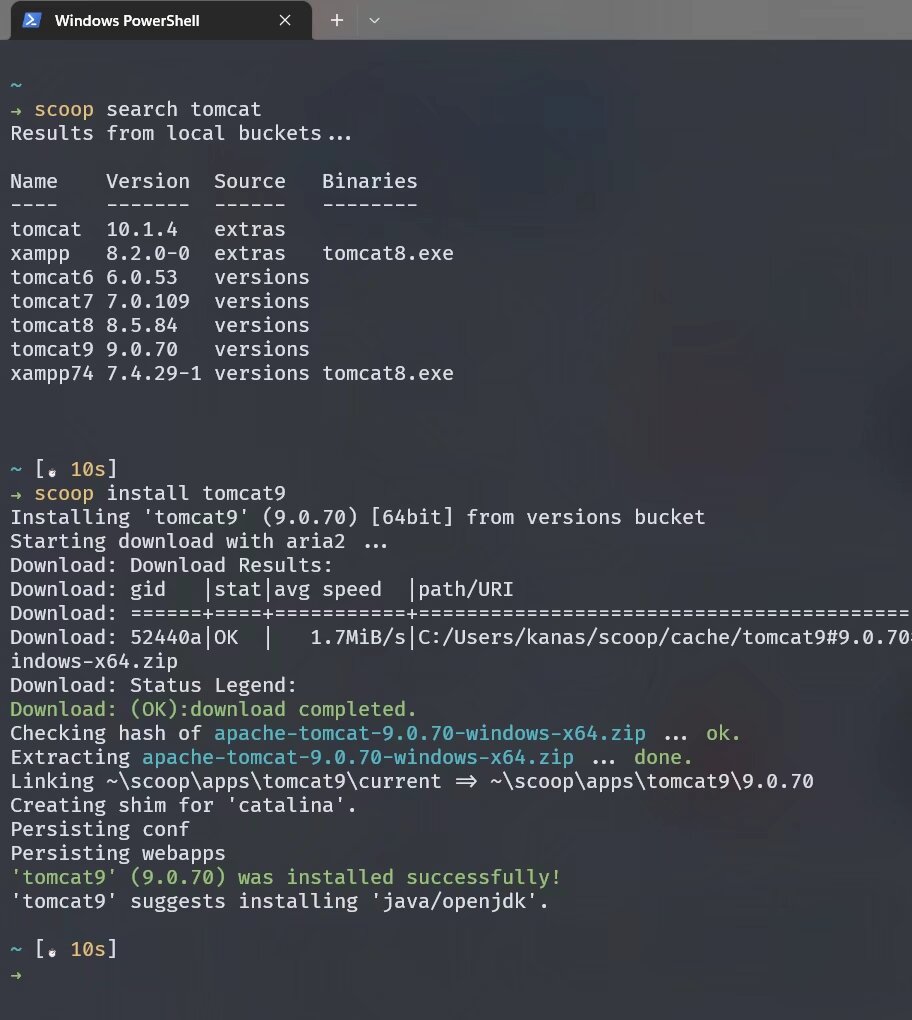 Windows PowerShell
~
→ scoop search tomcat
Results from local buckets...
Name    Version  Source   Binaries
----    -------  ------   --------
tomcat  10.1.4   extras
xampp   8.2.0-0  extras   tomcat8.exe
tomcat6 6.0.53   versions
tomcat7 7.0.109  versions
tomcat8 8.5.84   versions
tomcat9 9.0.70   versions
xampp74 7.4.29-1 versions tomcat8.exe
~ [ 10s]
→ scoop install tomcat9
Installing 'tomcat9' (9.0.70) [64bit] from versions bucket
Starting download with aria2 ...
Download: Download Results:
Download: gid   |stat|avg speed  |path/URI
Download: ======+====+===========+=========================================
Download: 52440a|OK  |   1.7MiB/s|C:/Users/kanas/scoop/cache/tomcat9#9.0.70
indows-x64.zip
Download: Status Legend:
Download: (OK):download completed.
Checking hash of apache-tomcat-9.0.70-windows-x64.zip ... ok.
Extracting apache-tomcat-9.0.70-windows-x64.zip ... done.
Linking ~\scoop\apps\tomcat9\current => ~\scoop\apps\tomcat9\9.0.70
Creating shim for 'catalina'.
Persisting conf
Persisting webapps
'tomcat9' (9.0.70) was installed successfully!
'tomcat9' suggests installing 'java/openjdk'.
~ [ 10s]
→